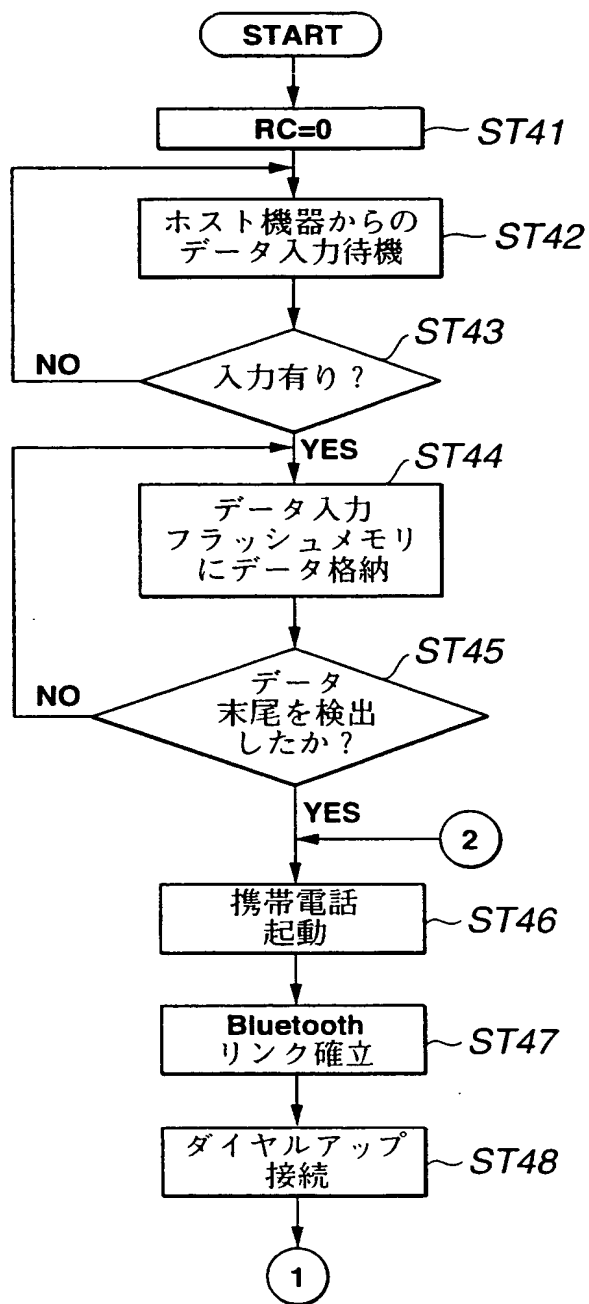 START
RC=0
ST41
ホスト機器からの
データ入力待機
ST42
入力有り?
ST43
NO
YES
データ入力
フラッシュメモリ
にデータ格納
ST44
データ
末尾を検出
したか?
ST45
NO
YES
2
携帯電話
起動
ST46
Bluetooth
リンク確立
ST47
ダイヤルアップ
接続
ST48
1